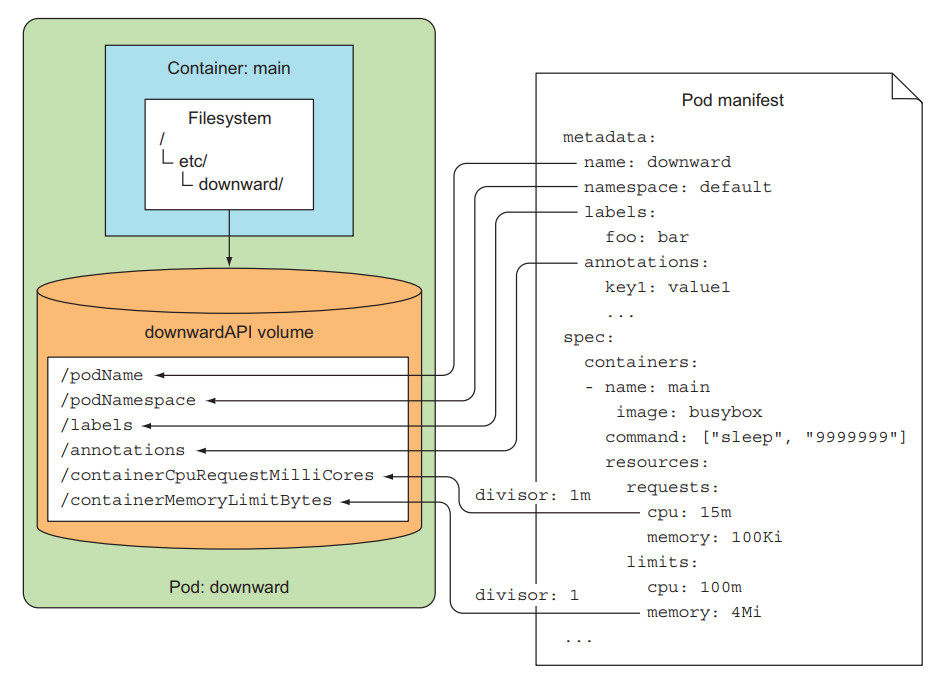 Container: main
Filesystem
/
etc/
downward/
downwardAPI volume
/podName
/podNamespace
/labels
/annotations
/containerCpuRequestMilliCores
/containerMemoryLimitBytes
Pod: downward
divisor: 1m
divisor: 1
Pod manifest
metadata:
name: downward
namespace: default
labels:
foo: bar
annotations:
key1: value1
...
spec:
containers:
- name: main
image: busybox
command: ["sleep", "9999999"]
resources:
requests:
cpu: 15m
memory: 100Ki
limits:
cpu: 100m
memory: 4Mi
...